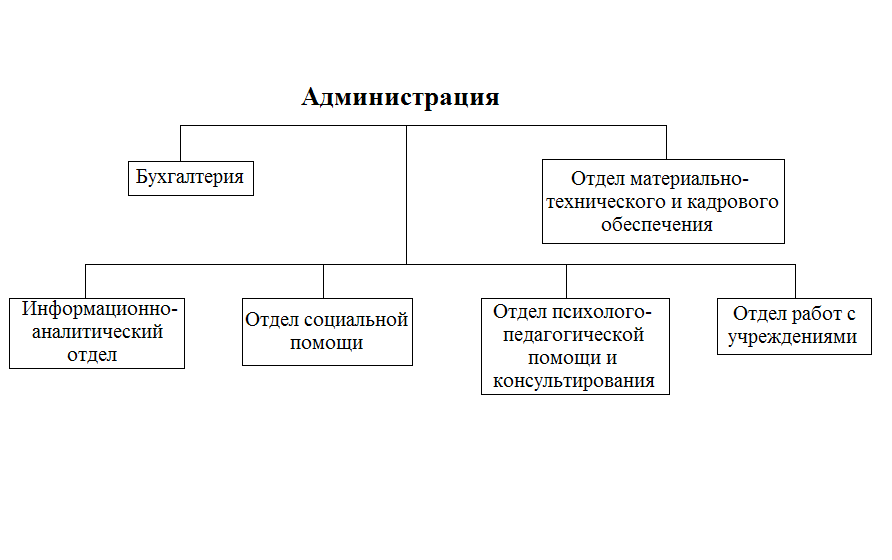 Администрация
Бухгалтерия
Отдел материально-
технического и кадрового
обеспечения
Информационно-
аналитический
отдел
Отдел социальной
помощи
Отдел психолого-
педагогической
помощи и
консультирования
Отдел работ с
учреждениями